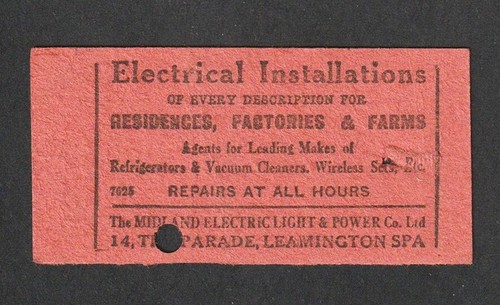 Electrical Installations
OF EVERY DESCRIPTION FOR
RESIDENCES, FACTORIES & FARMS
Agents for Leading Makes of
Refrigerators & Vacuum Cleaners. Wireless Sets, Etc.
7625 REPAIRS AT ALL HOURS
The MIDLAND ELECTRIC LIGHT & POWER Co. Ltd
14, THE PARADE, LEAMINGTON SPA